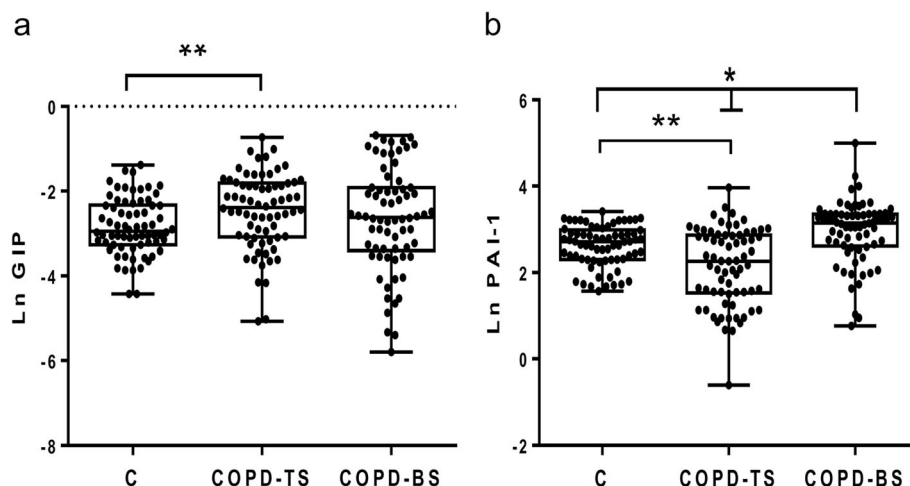 a
**
0
-2
-4
-6
-8
Ln GIP
C COPD-TS COPD-BS
b
*
**
6
4
2
0
-2
Ln PAI-1
C COPD-TS COPD-BS